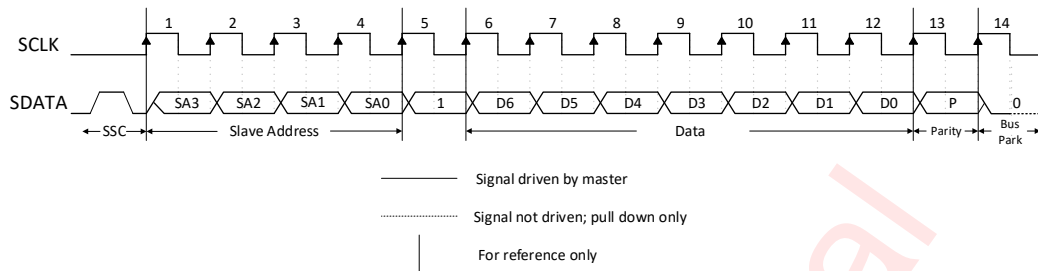 1 2 3 4 5 6 7 8 9 10 11 12 13 14
SCLK
SDATA SA3 SA2 SA1 SA0 1 D6 D5 D4 D3 D2 D1 D0 P 0
SSC Slave Address Data Parity Bus
Park
Signal driven by master
Signal not driven; pull down only
For reference only